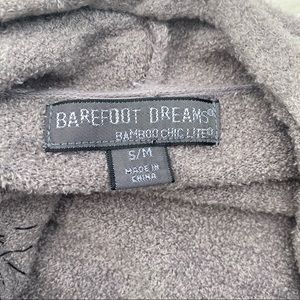 BAREFOOT DREAMS®
BAMBOO CHIC LITE®
S/M
MADE IN
CHINA